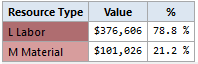 Resource Type Value %
L Labor $376,606 78.8 %
M Material $101,026 21.2 %